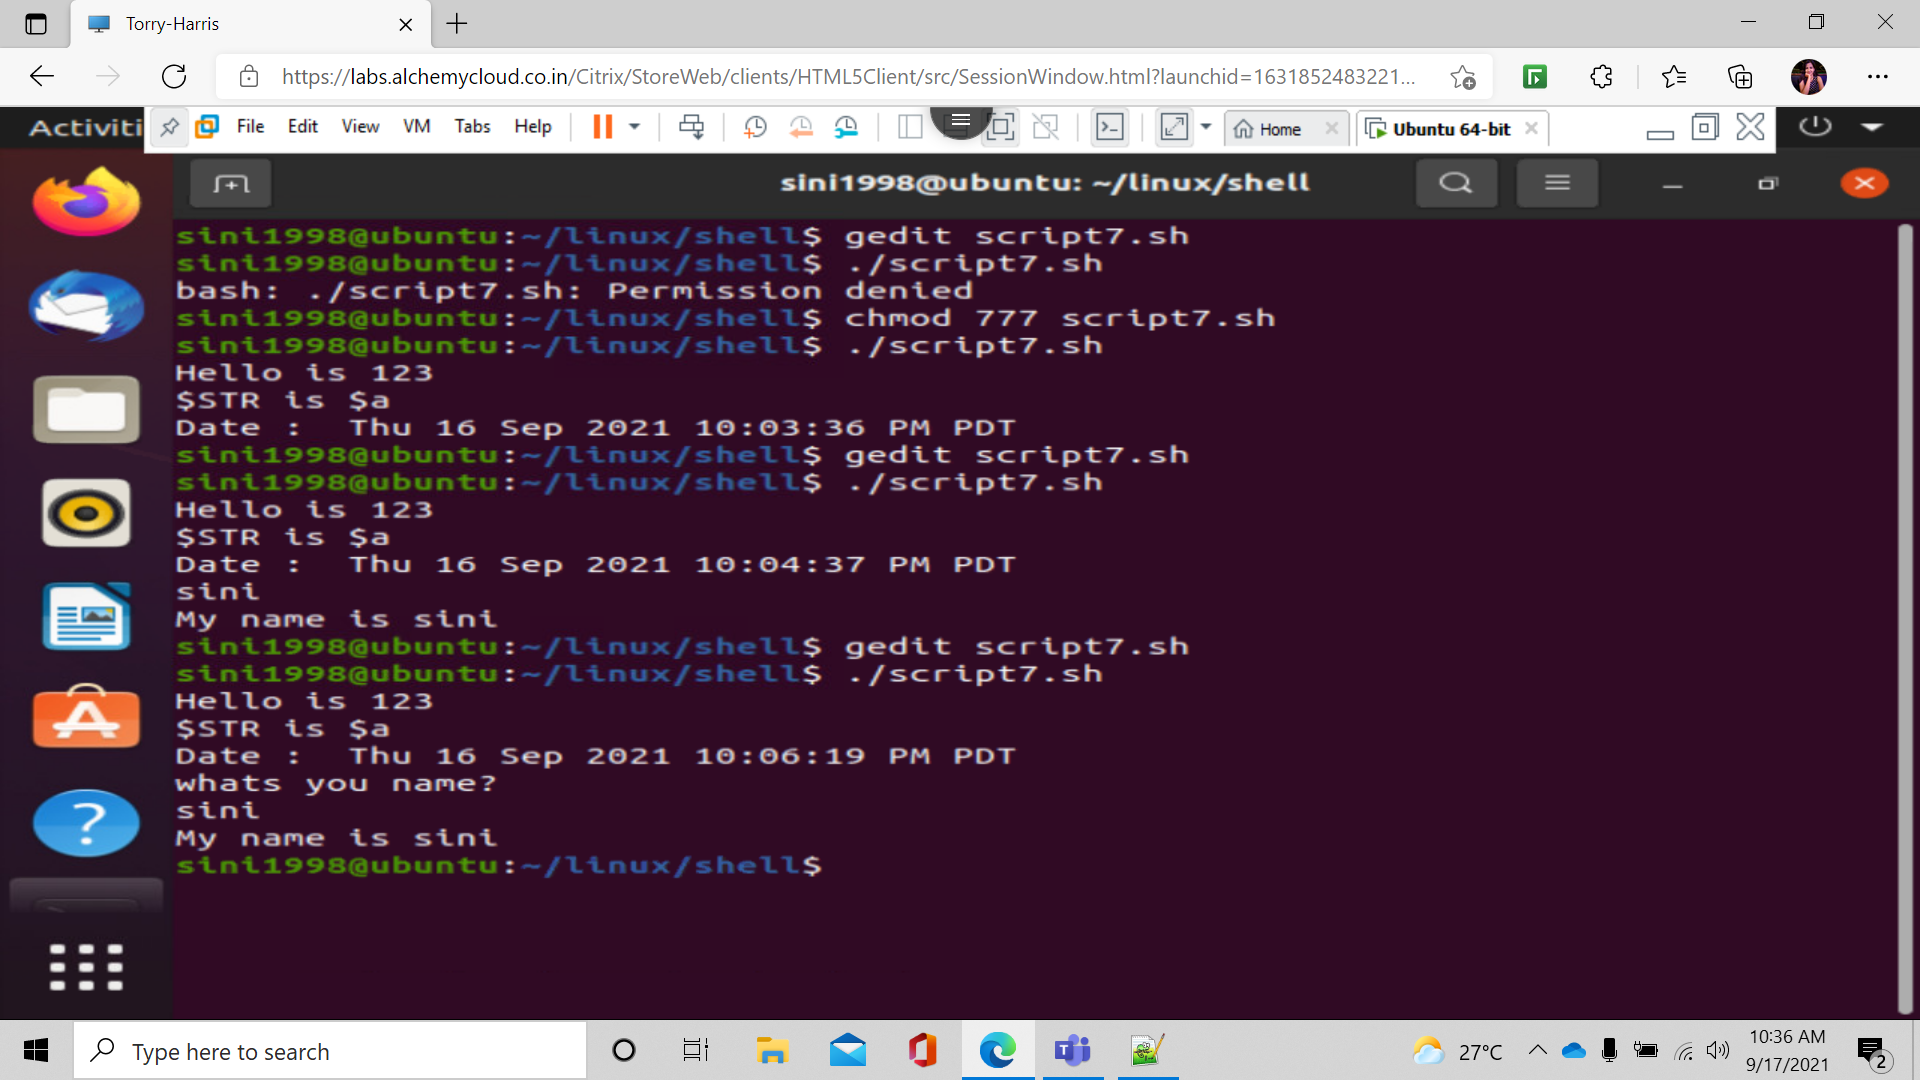 Torry-Harris
https://labs.alchemycloud.co.in/Citrix/StoreWeb/clients/HTML5Client/src/SessionWindow.html?launchid=1631852483221...
Activiti
File Edit View VM Tabs Help
Home
Ubuntu 64-bit
sini1998@ubuntu: ~/linux/shell
sini1998@ubuntu:~/linux/shell$ gedit script7.sh
sini1998@ubuntu:~/linux/shell$ ./script7.sh
bash: ./script7.sh: Permission denied
sini1998@ubuntu:~/linux/shell$ chmod 777 script7.sh
sini1998@ubuntu:~/linux/shell$ ./script7.sh
Hello is 123
$STR is $a
Date :  Thu 16 Sep 2021 10:03:36 PM PDT
sini1998@ubuntu:~/linux/shell$ gedit script7.sh
sini1998@ubuntu:~/linux/shell$ ./script7.sh
Hello is 123
$STR is $a
Date :  Thu 16 Sep 2021 10:04:37 PM PDT
sini
My name is sini
sini1998@ubuntu:~/linux/shell$ gedit script7.sh
sini1998@ubuntu:~/linux/shell$ ./script7.sh
Hello is 123
$STR is $a
Date :  Thu 16 Sep 2021 10:06:19 PM PDT
whats you name?
sini
My name is sini
sini1998@ubuntu:~/linux/shell$
Type here to search
27°C
10:36 AM
9/17/2021
2